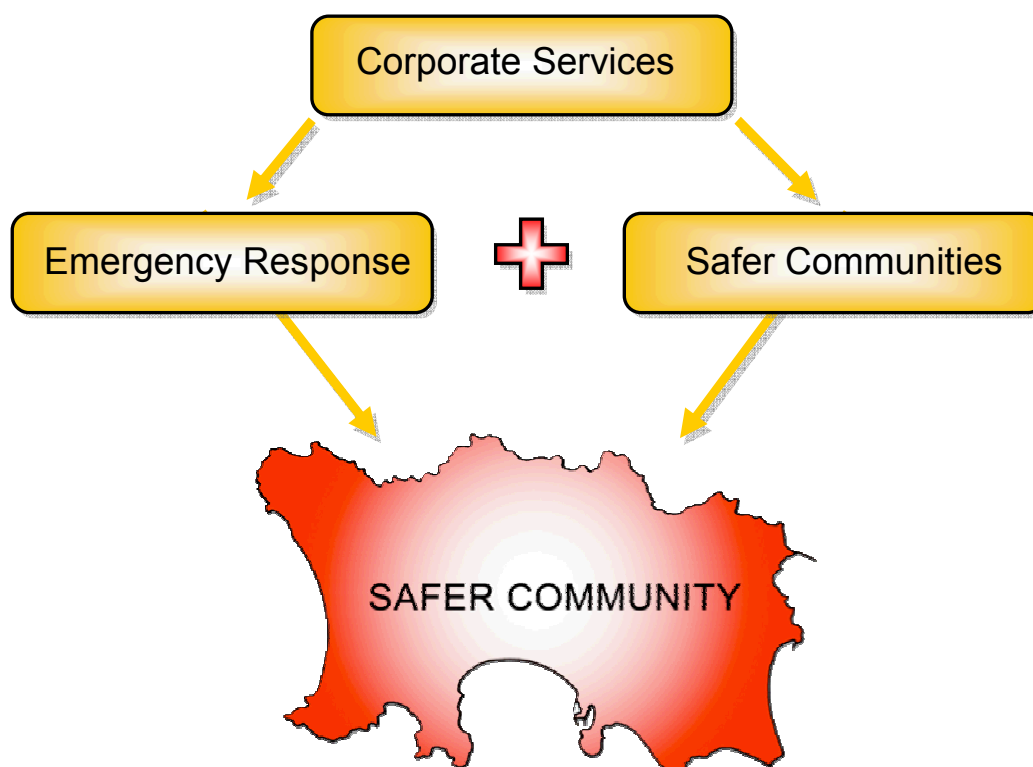 Corporate Services
Emergency Response
Safer Communities
SAFER COMMUNITY